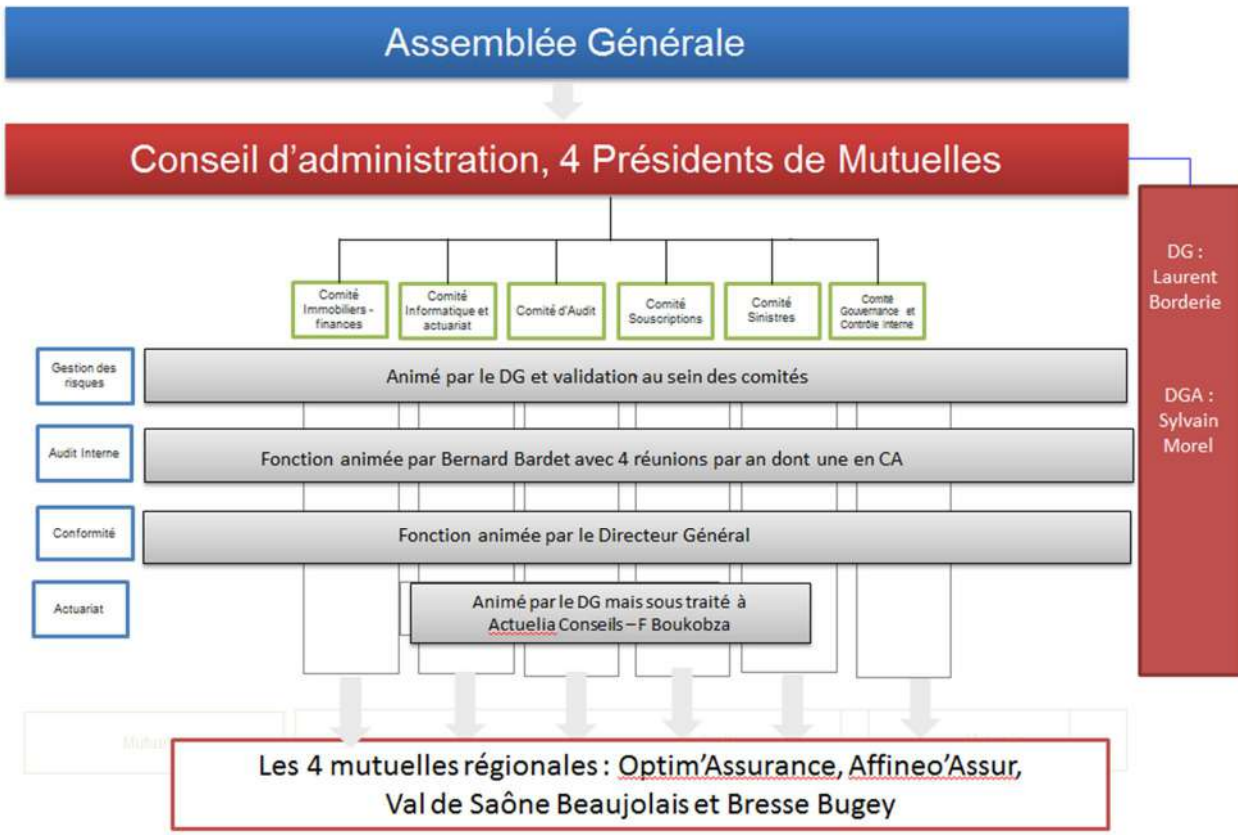 Assemblée Générale
Conseil d'administration, 4 Présidents de Mutuelles
DG :
Laurent
Borderie
DGA :
Sylvain
Morel
Comité
Immobiliers -
finances
Comité
Informatique et
actuariat
Comité d'Audit
Comité
Souscriptions
Comité
Sinistres
Comité
Gouvernance et
Contrôle interne
Gestion des
risques
Animé par le DG et validation au sein des comités
Audit Interne
Fonction animée par Bernard Bardet avec 4 réunions par an dont une en CA
Conformité
Fonction animée par le Directeur Général
Actuariat
Animé par le DG mais sous traité à
Actuelia Conseils – F Boukobza
Les 4 mutuelles régionales : Optim'Assurance, Affineo'Assur,
Val de Saône Beaujolais et Bresse Bugey